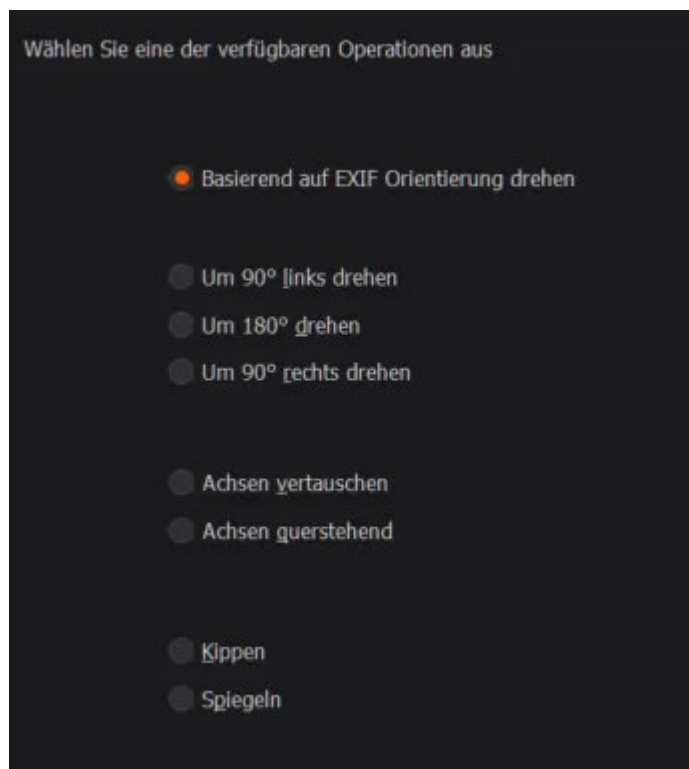 Wählen Sie eine der verfügbaren Operationen aus
Basierend auf EXIF Orientierung drehen
Um 90° links drehen
Um 180° drehen
Um 90° rechts drehen
Achsen vertauschen
Achsen querstehend
Kippen
Spiegeln